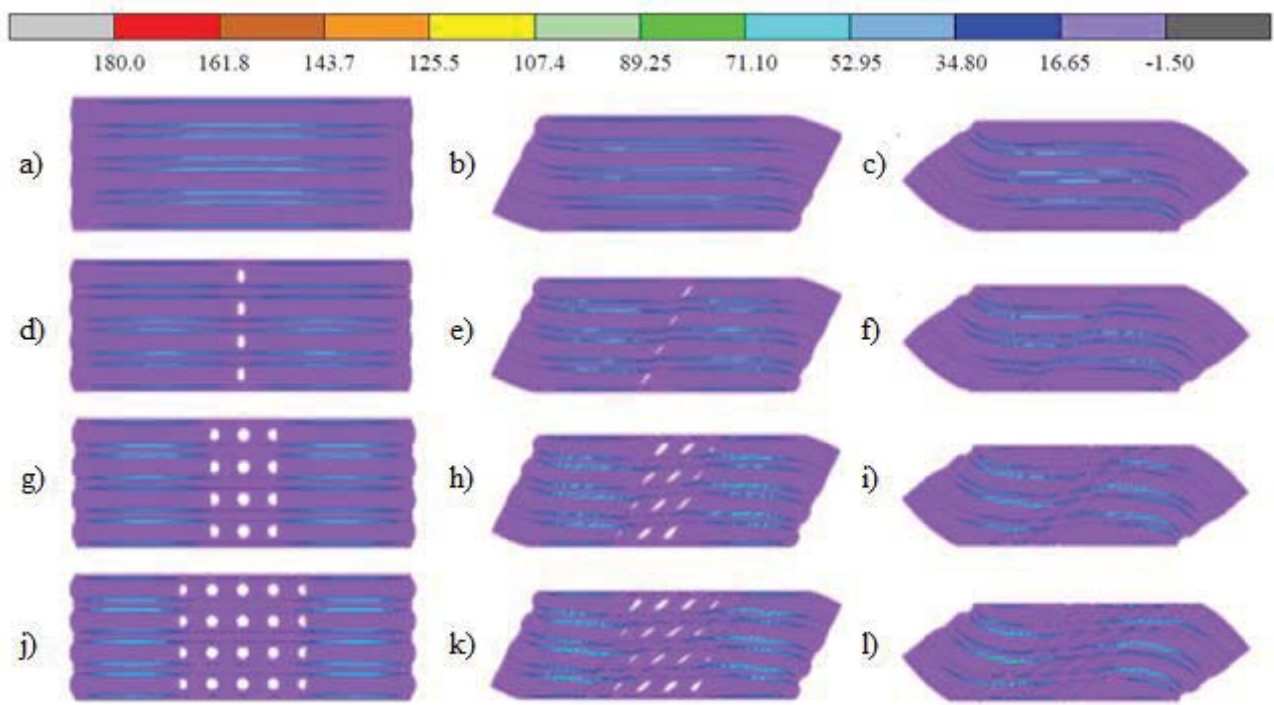 180.0 161.8 143.7 125.5 107.4 89.25 71.10 52.95 34.80 16.65 -1.50
a) b) c)
d) e) f)
g) h) i)
j) k) l)